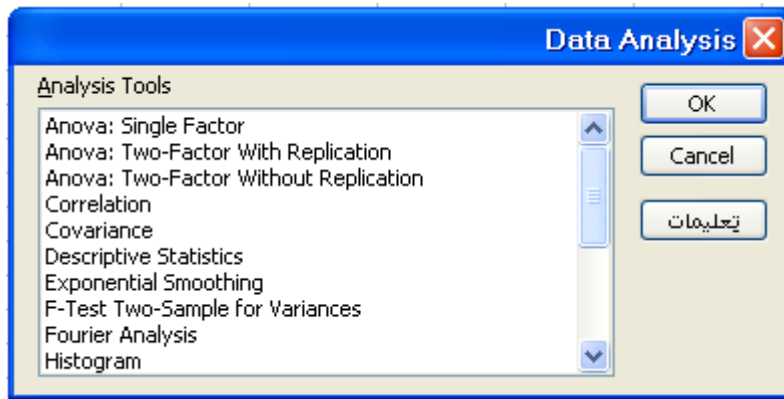 Data Analysis
Analysis Tools
Anova: Single Factor
Anova: Two-Factor With Replication
Anova: Two-Factor Without Replication
Correlation
Covariance
Descriptive Statistics
Exponential Smoothing
F-Test Two-Sample for Variances
Fourier Analysis
Histogram
OK
Cancel
تعليمات